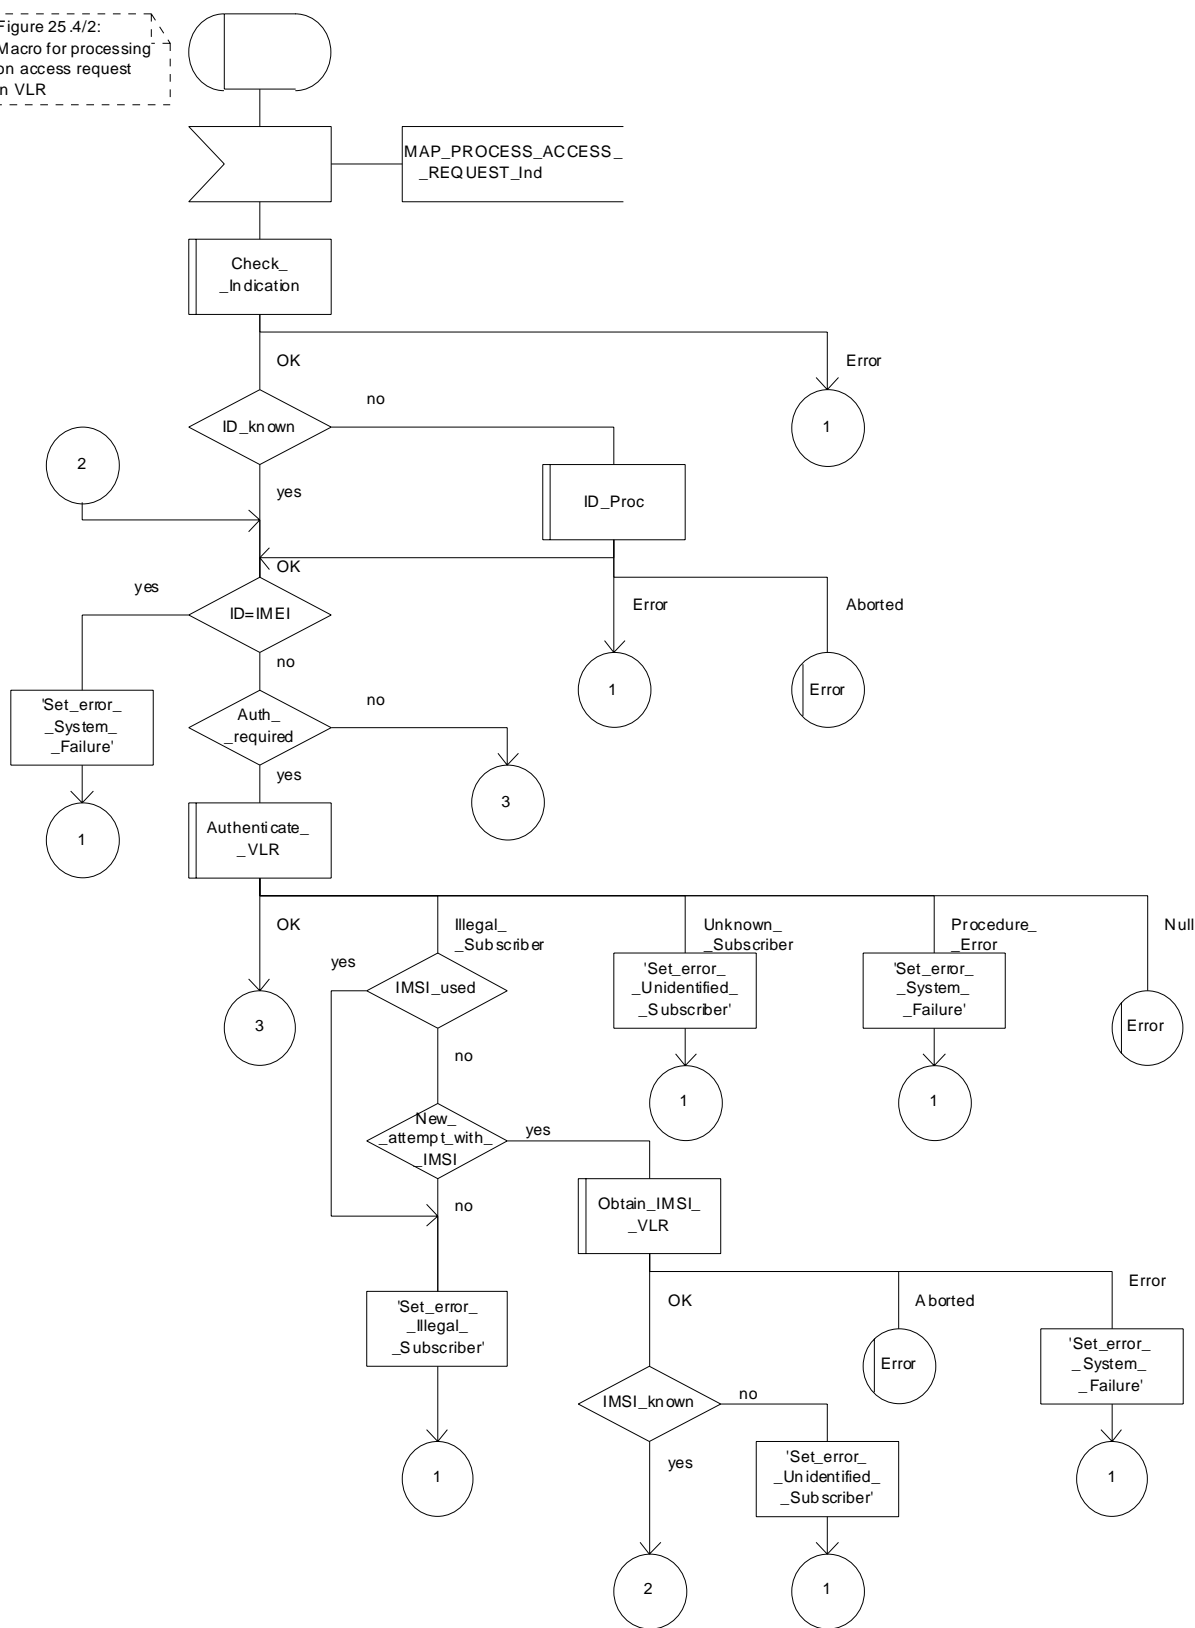 Figure 25.4/2:
Macro for processing
on access request
in VLR
MAP_PROCESS_ACCESS_
_REQUEST_Ind
Check_
_Indication
OK
Error
1
ID_known
no
yes
2
ID_Proc
OK
Error
Aborted
1
Error
ID=IMEI
yes
no
'Set_error_
_System_
_Failure'
1
Auth_
_required
no
yes
3
Authenticate_
_VLR
OK
Illegal_
_Subscriber
Unknown_
_Subscriber
Procedure_
_Error
Null
3
yes
IMSI_used
no
'Set_error_
_Unidentified_
_Subscriber'
1
'Set_error_
_System_
_Failure'
1
Error
New_
_attempt_with_
_IMSI
yes
no
Obtain_IMSI_
_VLR
OK
Aborted
Error
'Set_error_
_Illegal_
_Subscriber'
1
Error
'Set_error_
_System_
_Failure'
1
IMSI_known
no
yes
'Set_error_
_Unidentified_
_Subscriber'
2
1